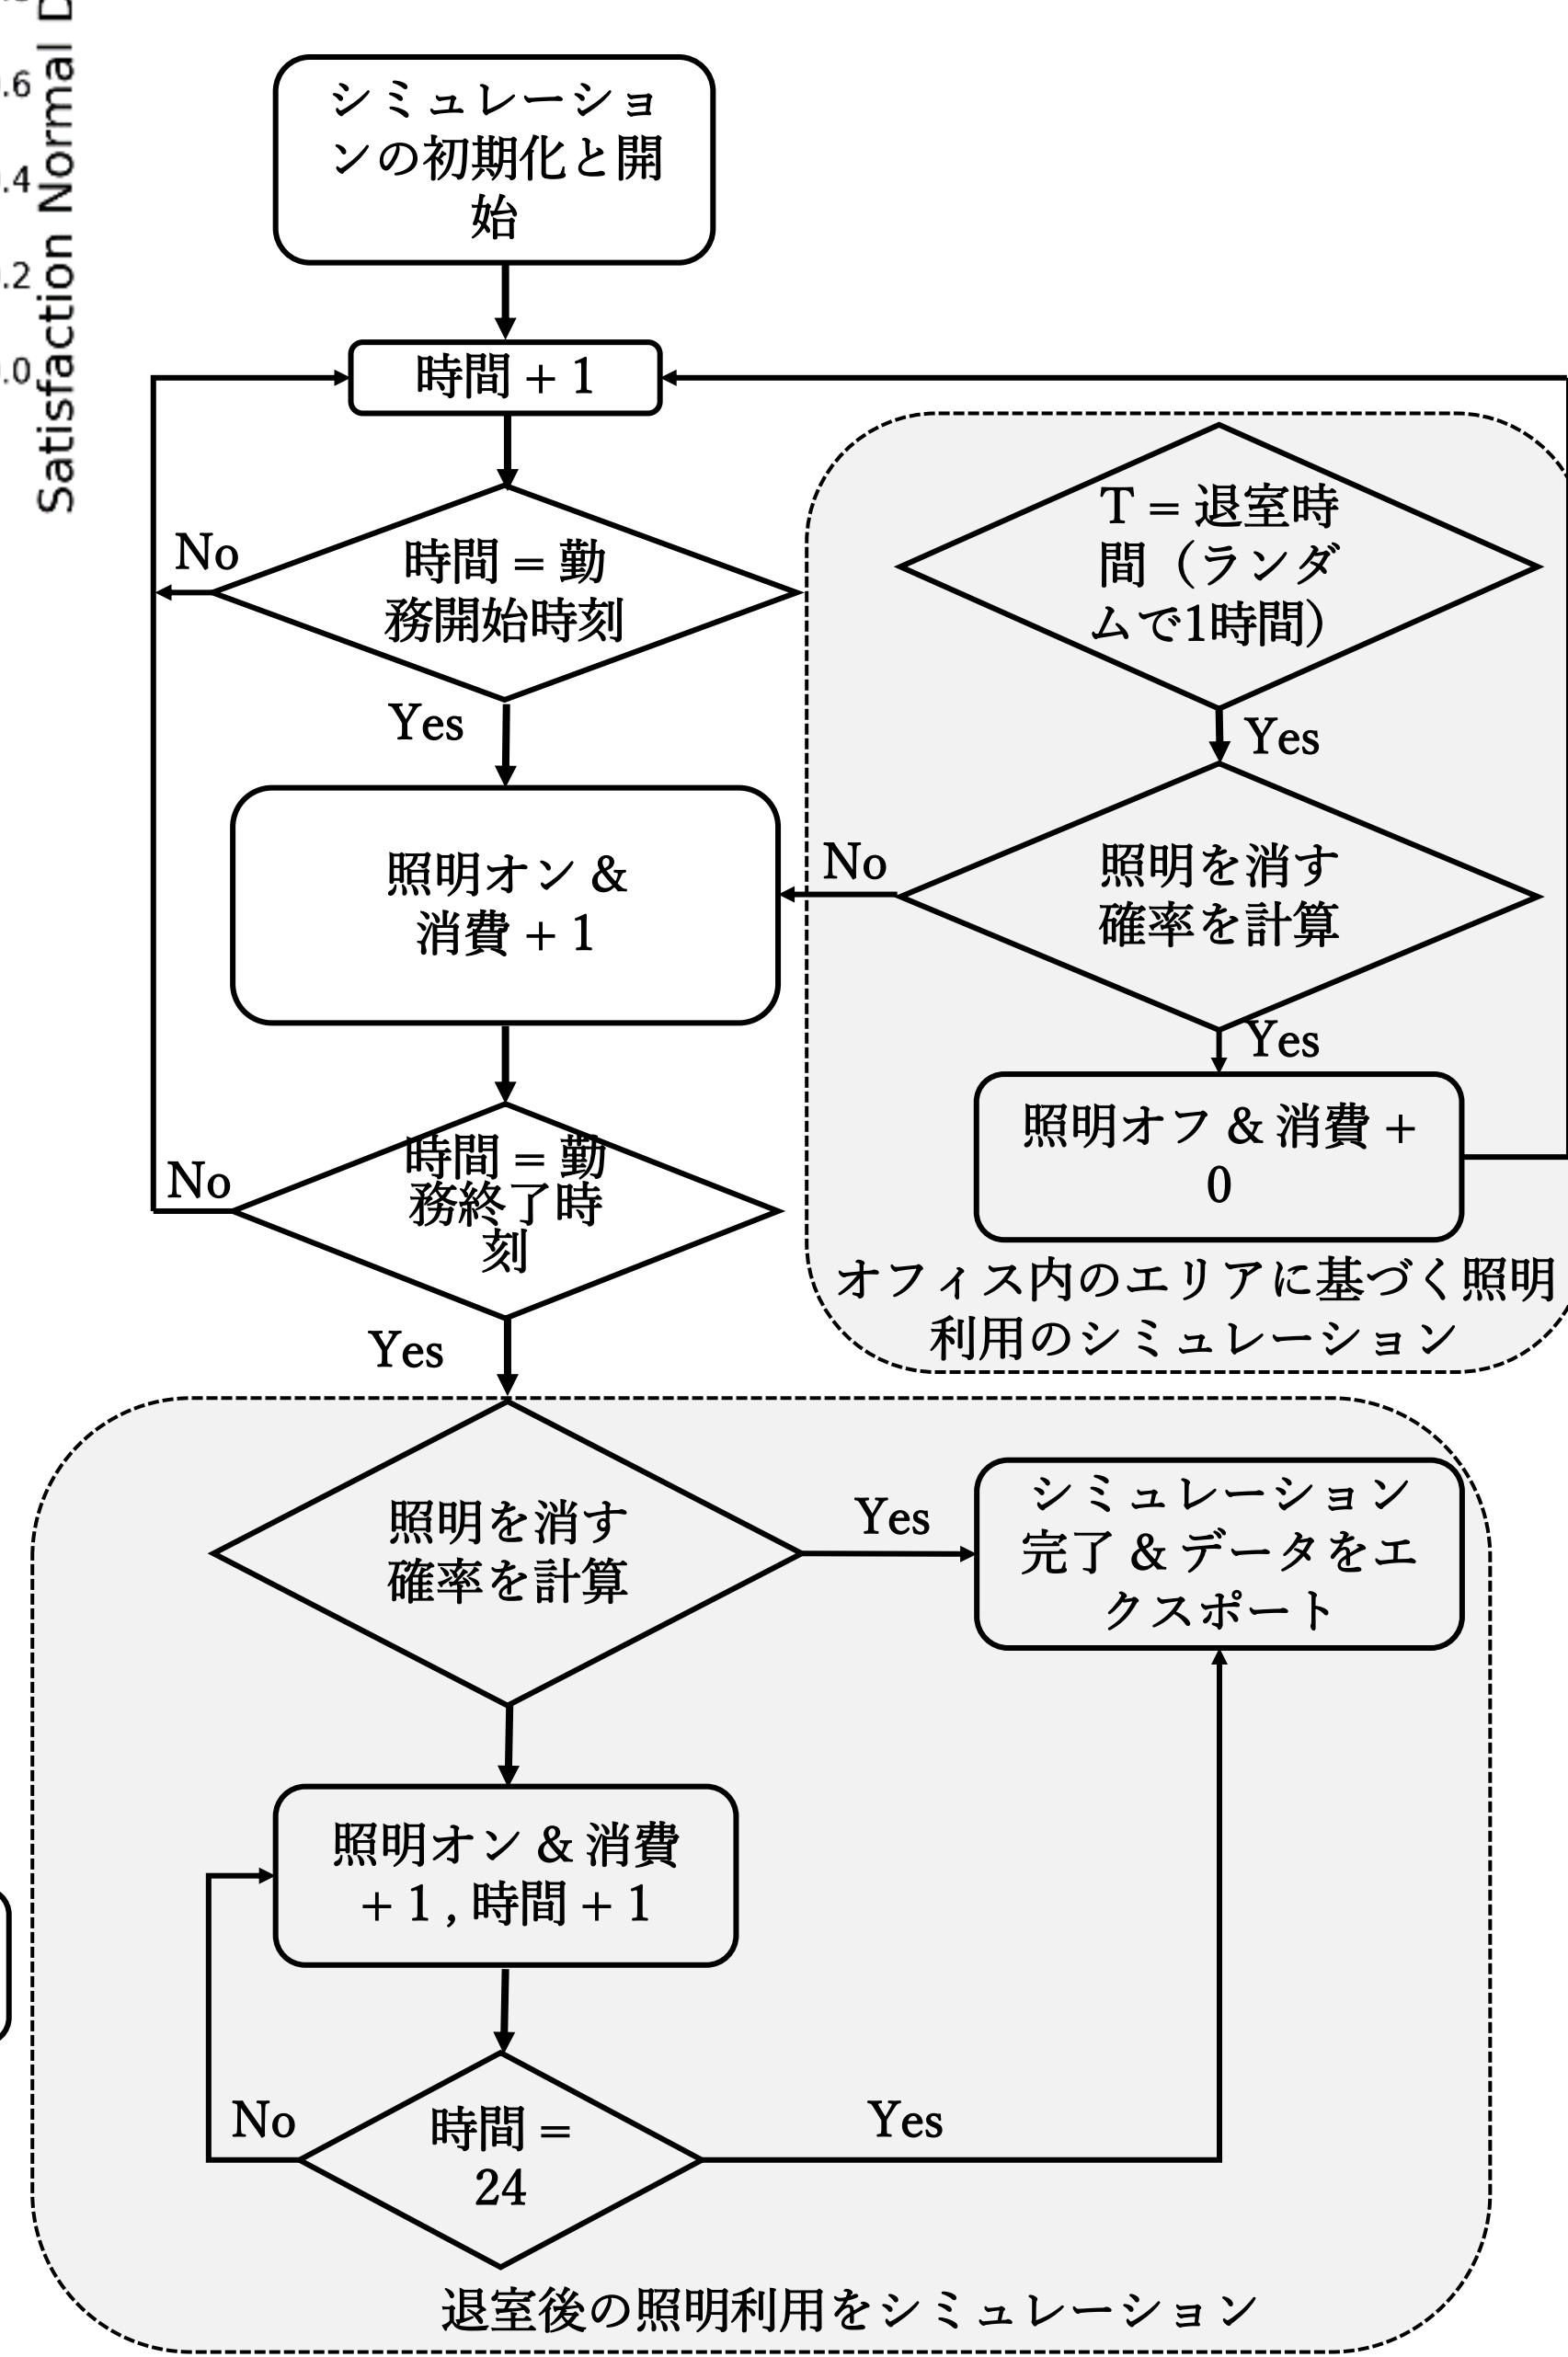 Satisfaction Normal D
.6
.4
.2
.0
シミュレーショ
ンの初期化と開
始
時間 + 1
No
時間 = 勤
務開始時刻
Yes
照明オン &
消費 + 1
No
時間 = 勤
務終了時
刻
Yes
T = 退室時
間（ランダ
ムで1時間）
Yes
照明を消す
確率を計算
No
Yes
照明オフ & 消費 +
0
オフィス内のエリアに基づく照明
利用のシミュレーション
照明を消す
確率を計算
Yes
シミュレーション
完了 & データをエ
クスポート
照明オン & 消費
+ 1 , 時間 + 1
No
時間 =
24
Yes
退室後の照明利用をシミュレーション